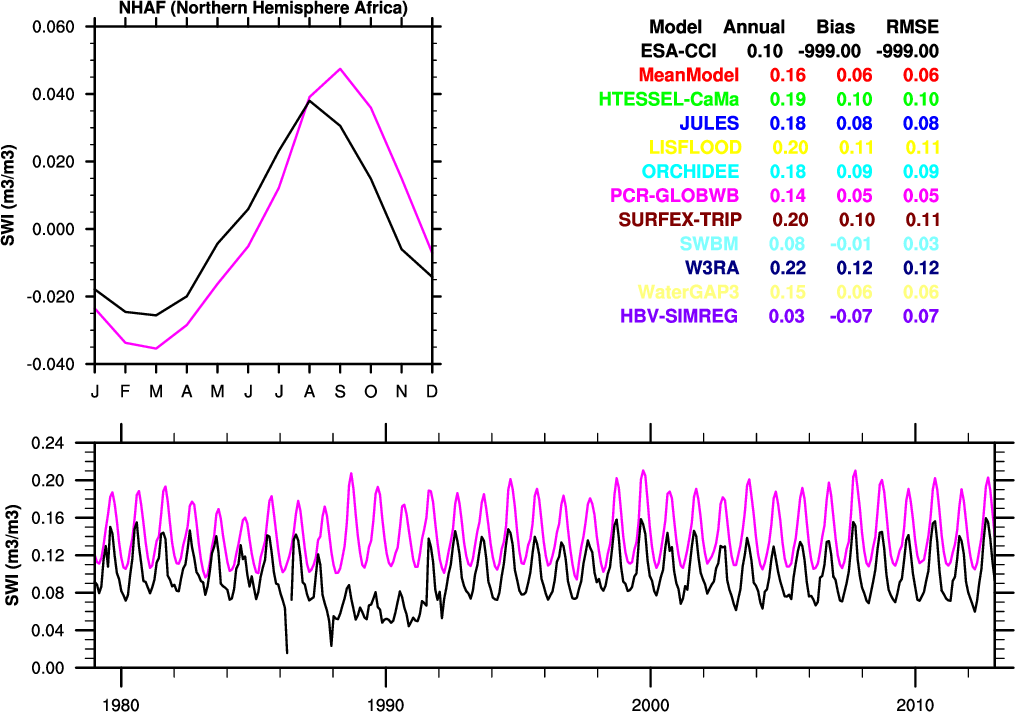 NHAF (Northern Hemisphere Africa)
0.060
0.040
0.020
0.000
-0.020
-0.040
SWI (m3/m3)
J F M A M J J A S O N D
Model Annual Bias RMSE
ESA-CCI 0.10 -999.00 -999.00
MeanModel 0.16 0.06 0.06
HTESSEL-CaMa 0.19 0.10 0.10
JULES 0.18 0.08 0.08
LISFLOOD 0.20 0.11 0.11
ORCHIDEE 0.18 0.09 0.09
PCR-GLOBWB 0.14 0.05 0.05
SURFEX-TRIP 0.20 0.10 0.11
SWBM 0.08 -0.01 0.03
W3RA 0.22 0.12 0.12
WaterGAP3 0.15 0.06 0.06
HBV-SIMREG 0.03 -0.07 0.07
0.24
0.20
0.16
0.12
0.08
0.04
0.00
SWI (m3/m3)
1980 1990 2000 2010